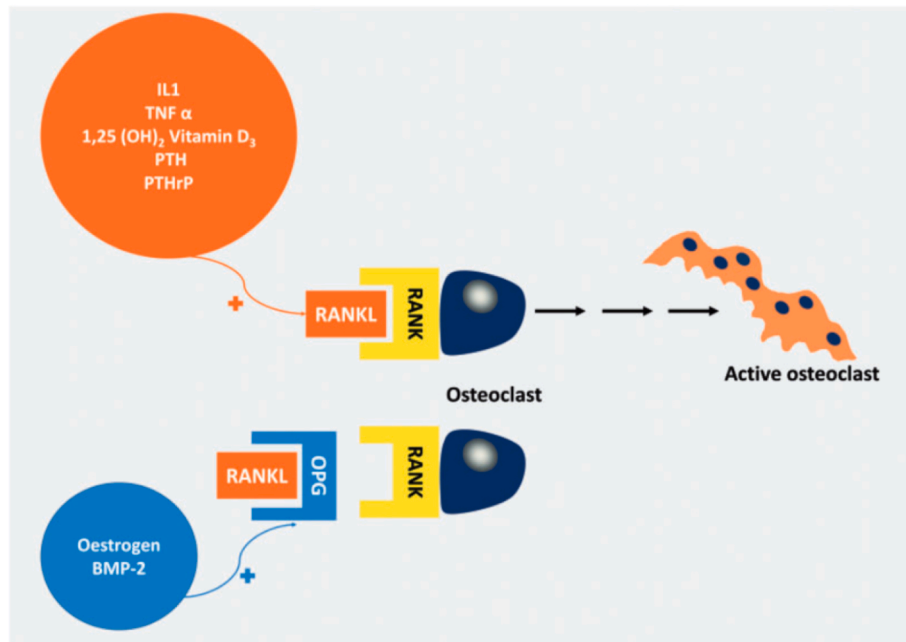 IL1
TNF α
1,25 (OH)₂ Vitamin D₃
PTH
PTHrP
+
RANKL
RANK
Osteoclast
Active osteoclast
RANKL
OPG
RANK
Oestrogen
BMP-2
+